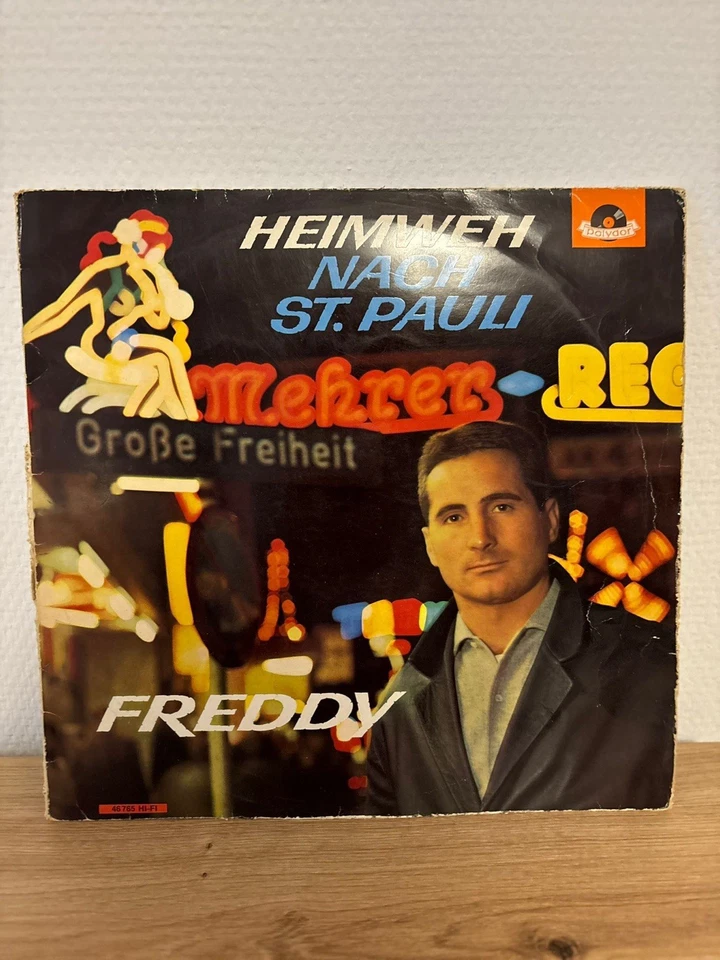 HEIMWEH
NACH
ST. PAULI
polydor
Mehrer
REC
Große Freiheit
FREDDY
46 765 HI-FI